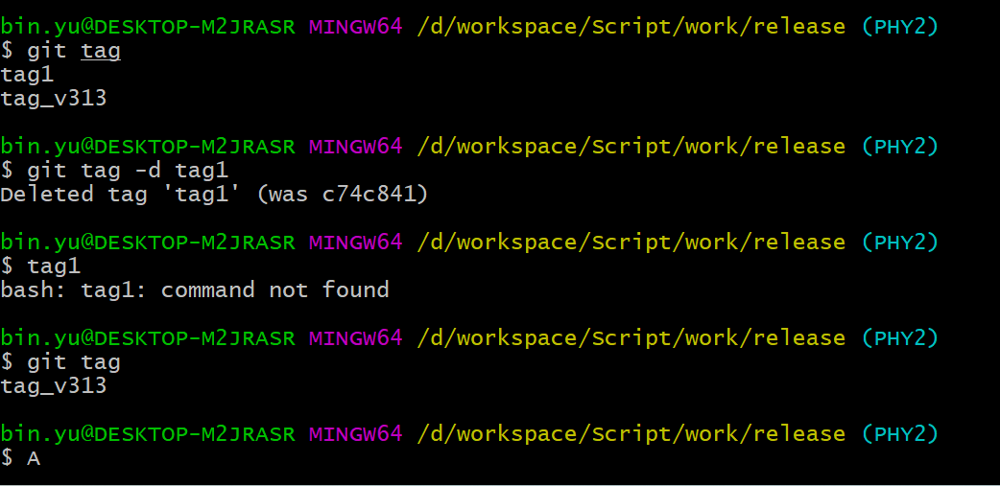 bin.yu@DESKTOP-M2JRASR MINGW64 /d/workspace/Script/work/release (PHY2)
$ git tag
tag1
tag_v313
bin.yu@DESKTOP-M2JRASR MINGW64 /d/workspace/Script/work/release (PHY2)
$ git tag -d tag1
Deleted tag 'tag1' (was c74c841)
bin.yu@DESKTOP-M2JRASR MINGW64 /d/workspace/Script/work/release (PHY2)
$ tag1
bash: tag1: command not found
bin.yu@DESKTOP-M2JRASR MINGW64 /d/workspace/Script/work/release (PHY2)
$ git tag
tag_v313
bin.yu@DESKTOP-M2JRASR MINGW64 /d/workspace/Script/work/release (PHY2)
$ A